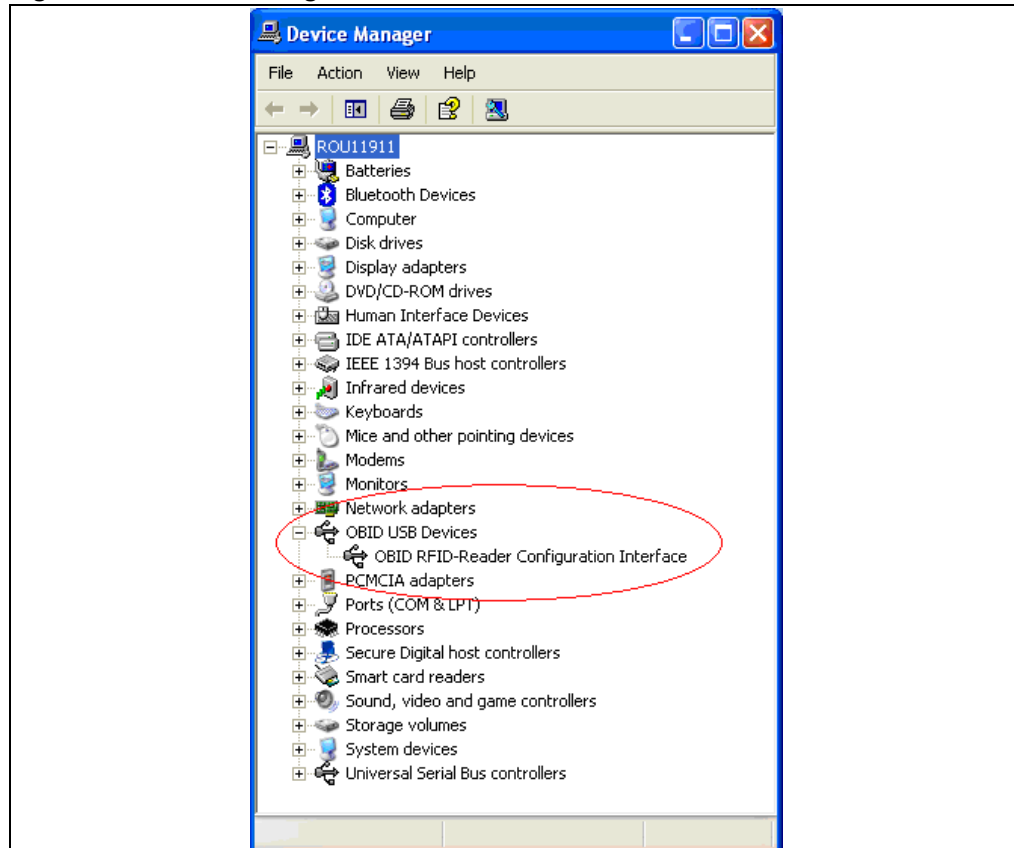 Device Manager
File Action View Help
ROU11911
Batteries
Bluetooth Devices
Computer
Disk drives
Display adapters
DVD/CD-ROM drives
Human Interface Devices
IDE ATA/ATAPI controllers
IEEE 1394 Bus host controllers
Infrared devices
Keyboards
Mice and other pointing devices
Modems
Monitors
Network adapters
OBID USB Devices
OBID RFID-Reader Configuration Interface
PCMCIA adapters
Ports (COM & LPT)
Processors
Secure Digital host controllers
Smart card readers
Sound, video and game controllers
Storage volumes
System devices
Universal Serial Bus controllers